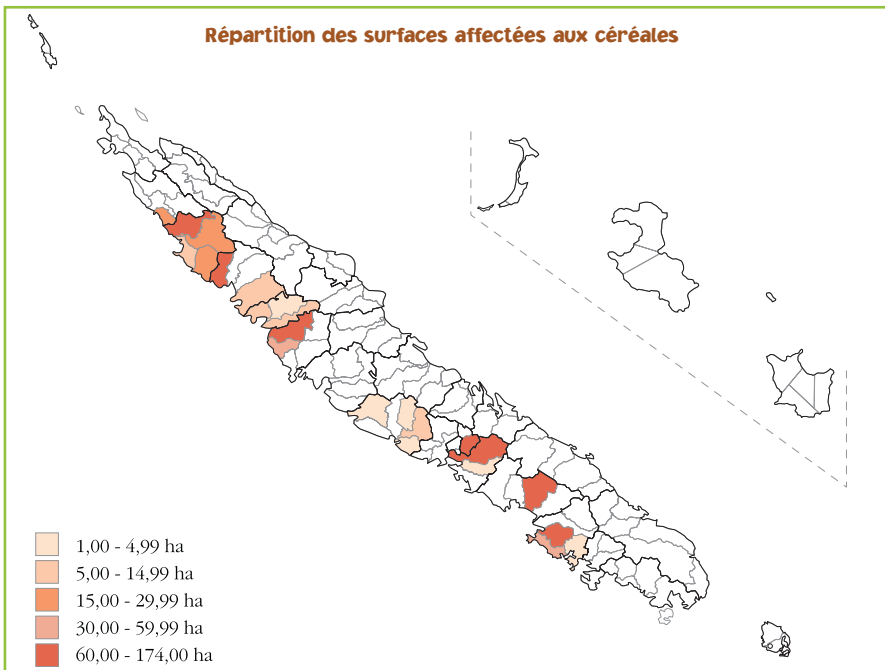 Répartition des surfaces affectées aux céréales
1,00 - 4,99 ha
5,00 - 14,99 ha
15,00 - 29,99 ha
30,00 - 59,99 ha
60,00 - 174,00 ha